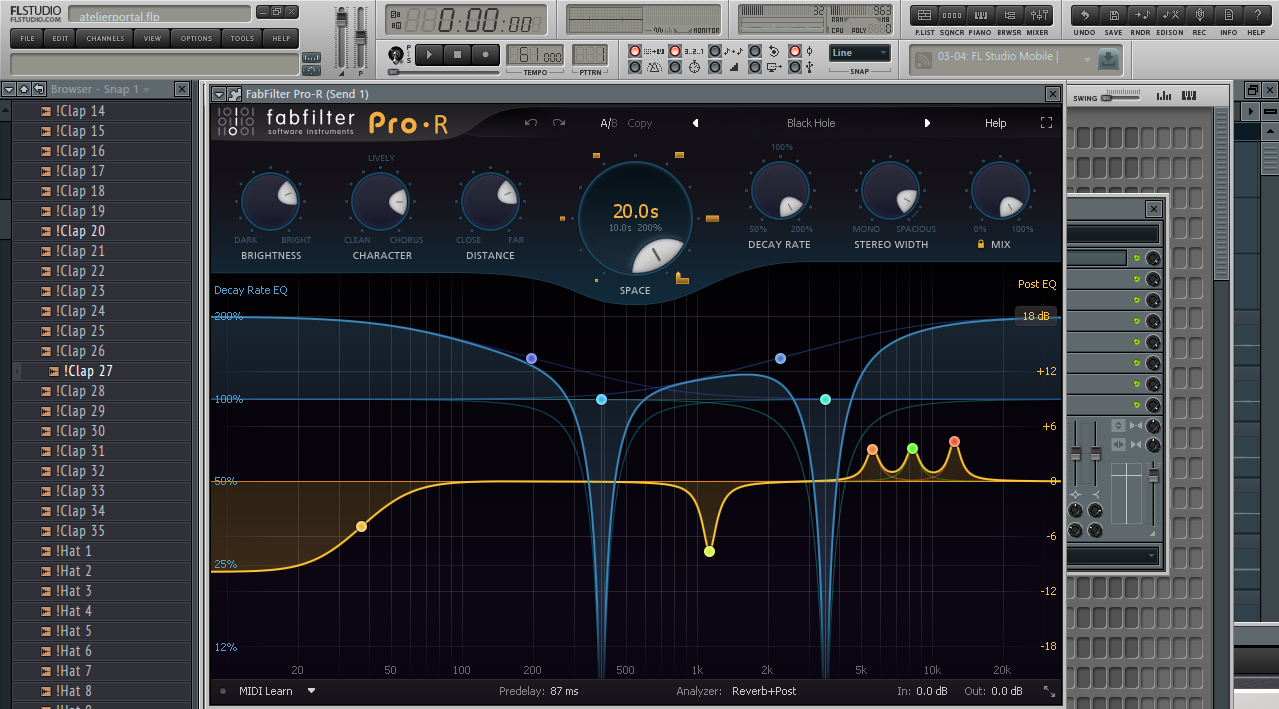 FLSTUDIO
FLSTUDIO.COM
atelierportal.flp
FILE EDIT CHANNELS VIEW OPTIONS TOOLS HELP
0:00:00
MONITOR
32
RAM 963
CPU POLY 0
P.LIST SQNCR PIANO BRWSR MIXER
UNDO SAVE RNDR EDISON REC INFO HELP
61.000
TEMPO
PTTRN
3.2.1
Line
SNAP
03-04: FL Studio Mobile |
Browser - Snap 1
!Clap 14
!Clap 15
!Clap 16
!Clap 17
!Clap 18
!Clap 19
!Clap 20
!Clap 21
!Clap 22
!Clap 23
!Clap 24
!Clap 25
!Clap 26
!Clap 27
!Clap 28
!Clap 29
!Clap 30
!Clap 31
!Clap 32
!Clap 33
!Clap 34
!Clap 35
!Hat 1
!Hat 2
!Hat 3
!Hat 4
!Hat 5
!Hat 6
!Hat 7
!Hat 8
SWING
FabFilter Pro-R (Send 1)
fabfilter
software instruments
Pro·R
A/B Copy
Black Hole
Help
LIVELY
DARK BRIGHT
BRIGHTNESS
CLEAN CHORUS
CHARACTER
CLOSE FAR
DISTANCE
20.0s
10.0s 200%
SPACE
100%
50% 200%
DECAY RATE
MONO SPACIOUS
STEREO WIDTH
0% 100%
MIX
Decay Rate EQ
Post EQ
200%
18 dB
+12
100%
+6
50%
0
-6
25%
-12
12%
-18
20 50 100 200 500 1k 2k 5k 10k 20k
MIDI Learn
Predelay: 87 ms
Analyzer: Reverb+Post
In: 0.0 dB Out: 0.0 dB